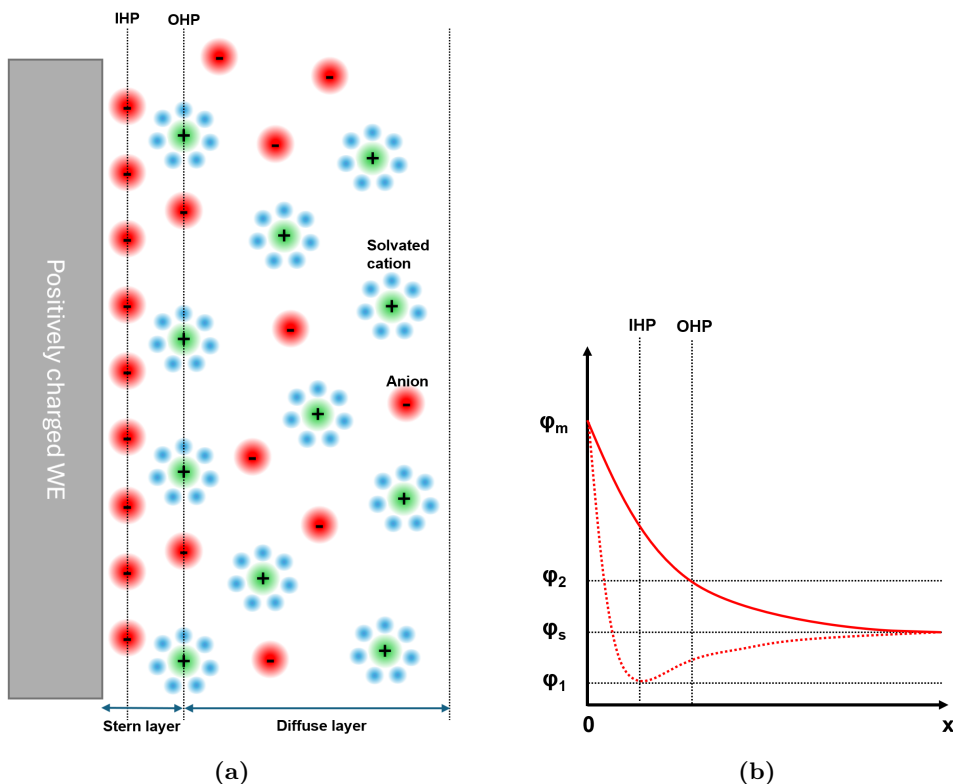 IHP OHP
Positively charged WE
Solvated
cation
Anion
Stern layer
Diffuse layer
(a)
IHP OHP
φm
φ2
φs
φ1
0
x
(b)